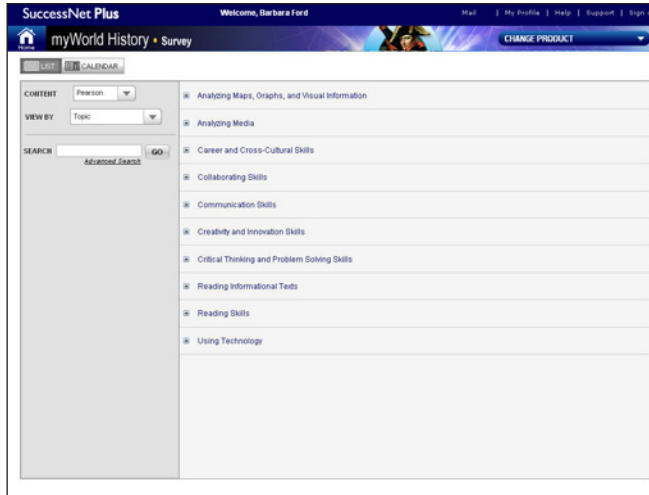 SuccessNet Plus
Welcome, Barbara Ford
Mail | My Profile | Help | Support | Sign
Home
myWorld History • Survey
CHANGE PRODUCT
LIST
CALENDAR
CONTENT
Pearson
VIEW BY
Topic
SEARCH
GO
Advanced Search
Analyzing Maps, Graphs, and Visual Information
Analyzing Media
Career and Cross-Cultural Skills
Collaborating Skills
Communication Skills
Creativity and Innovation Skills
Critical Thinking and Problem Solving Skills
Reading Informational Texts
Reading Skills
Using Technology